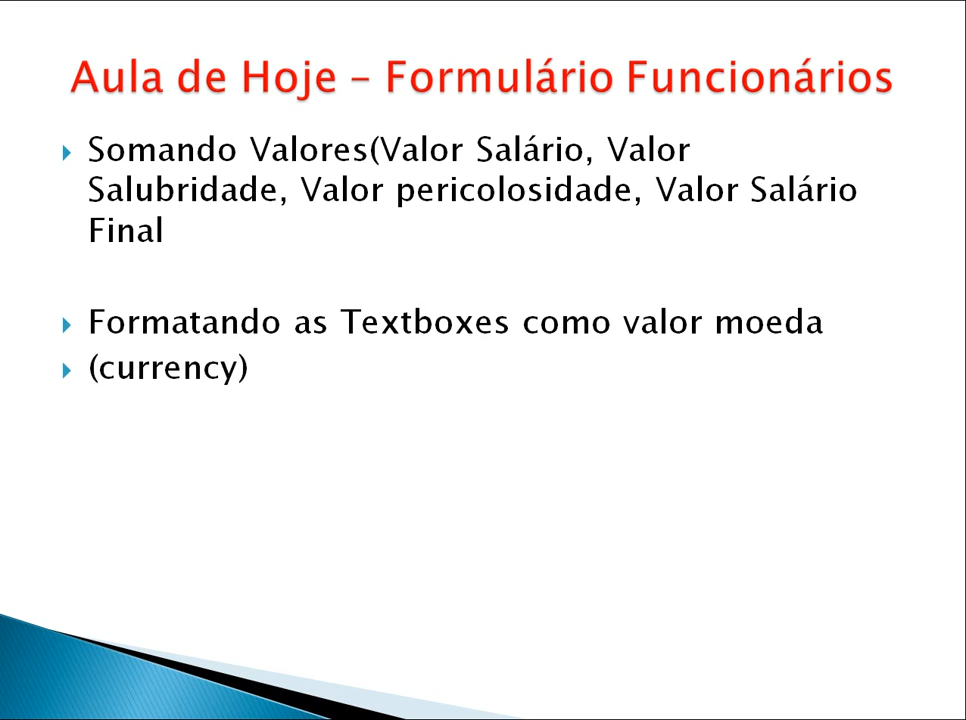 Aula de Hoje – Formulário Funcionários
Somando Valores(Valor Salário, Valor
Salubridade, Valor pericolosidade, Valor Salário
Final
Formatando as Textboxes como valor moeda
(currency)